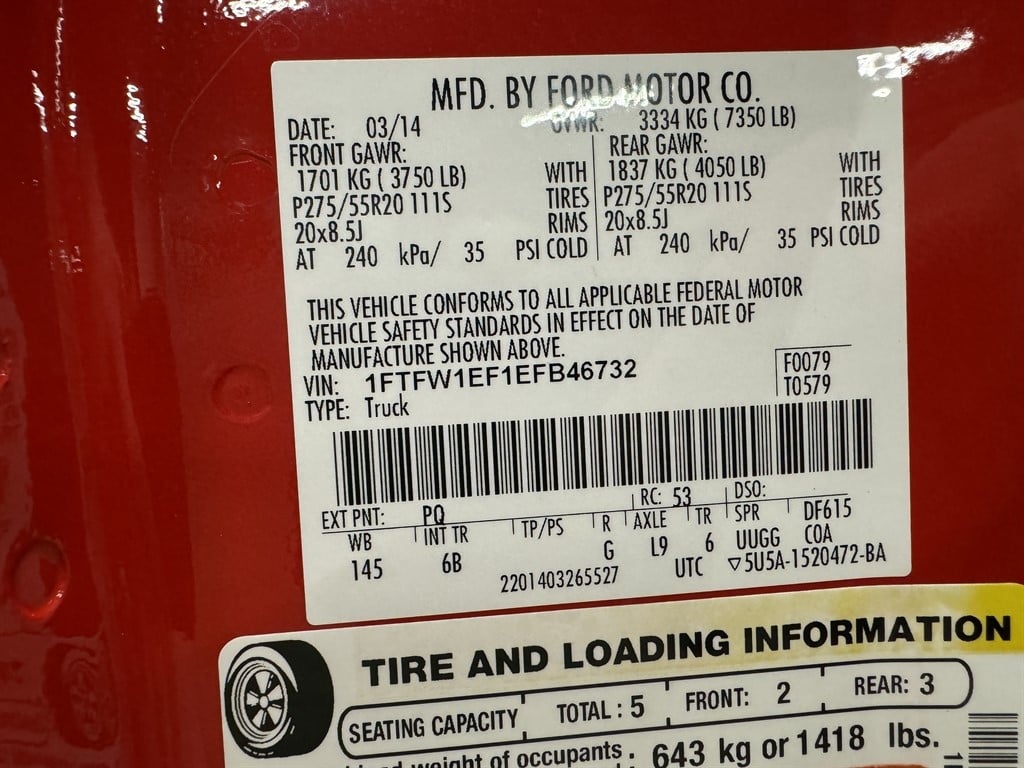 MFD. BY FORD MOTOR CO.
DATE: 03/14 GVWR: 3334 KG ( 7350 LB)
FRONT GAWR: REAR GAWR:
1701 KG ( 3750 LB) WITH 1837 KG ( 4050 LB) WITH
P275/55R20 111S TIRES P275/55R20 111S TIRES
20x8.5J RIMS 20x8.5J RIMS
AT 240 kPa/ 35 PSI COLD AT 240 kPa/ 35 PSI COLD
THIS VEHICLE CONFORMS TO ALL APPLICABLE FEDERAL MOTOR
VEHICLE SAFETY STANDARDS IN EFFECT ON THE DATE OF
MANUFACTURE SHOWN ABOVE.
VIN: 1FTFW1EF1EFB46732
F0079
TYPE: Truck
T0579
EXT PNT: PQ RC: 53 DSO:
WB INT TR TP/PS R AXLE TR SPR DF615
145 6B G L9 6 UUGG COA
2201403265527 UTC ▽5U5A-1520472-BA
TIRE AND LOADING INFORMATION
SEATING CAPACITY TOTAL : 5 FRONT: 2 REAR: 3
weight of occupants 643 kg or 1418 lbs.